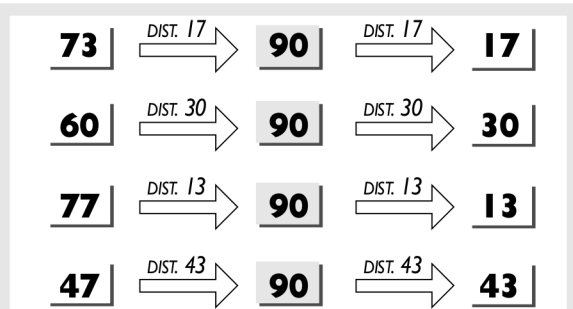 73 DIST. 17 90 DIST. 17 17
60 DIST. 30 90 DIST. 30 30
77 DIST. 13 90 DIST. 13 13
47 DIST. 43 90 DIST. 43 43